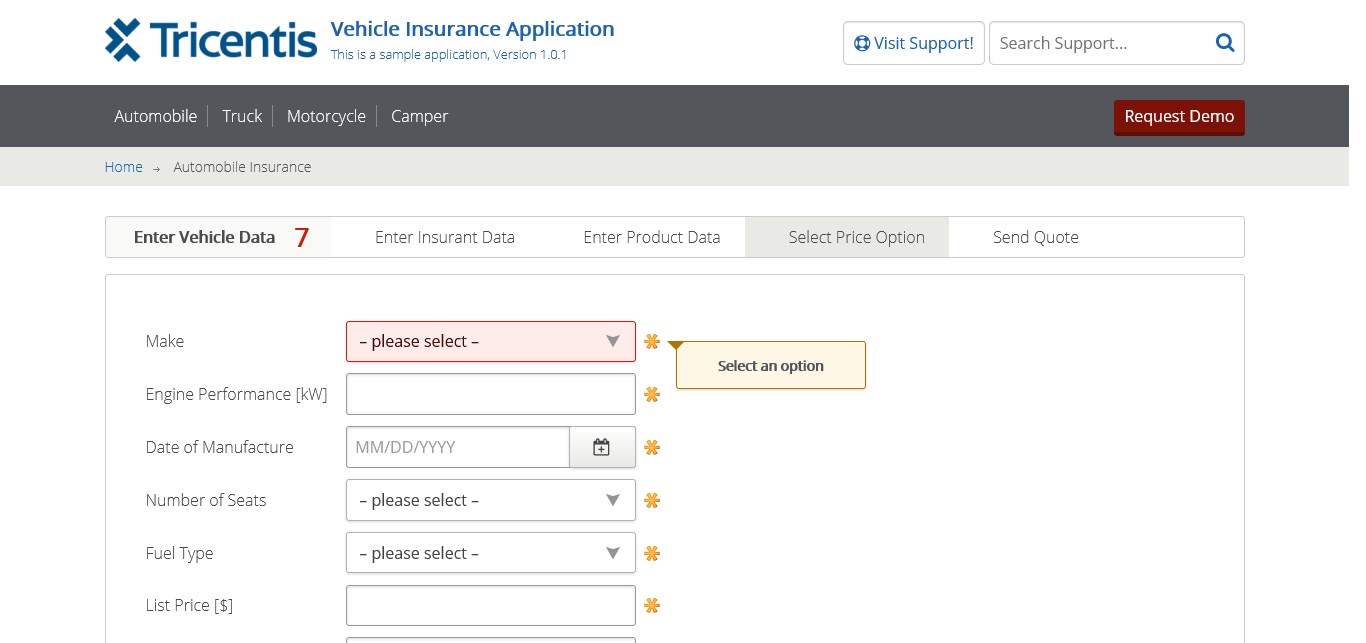 Tricentis
Vehicle Insurance Application
This is a sample application, Version 1.0.1
Visit Support!
Search Support...
Automobile
Truck
Motorcycle
Camper
Request Demo
Home → Automobile Insurance
Enter Vehicle Data 7
Enter Insurant Data
Enter Product Data
Select Price Option
Send Quote
Make
– please select –
Select an option
Engine Performance [kW]
Date of Manufacture
MM/DD/YYYY
Number of Seats
– please select –
Fuel Type
– please select –
List Price [$]